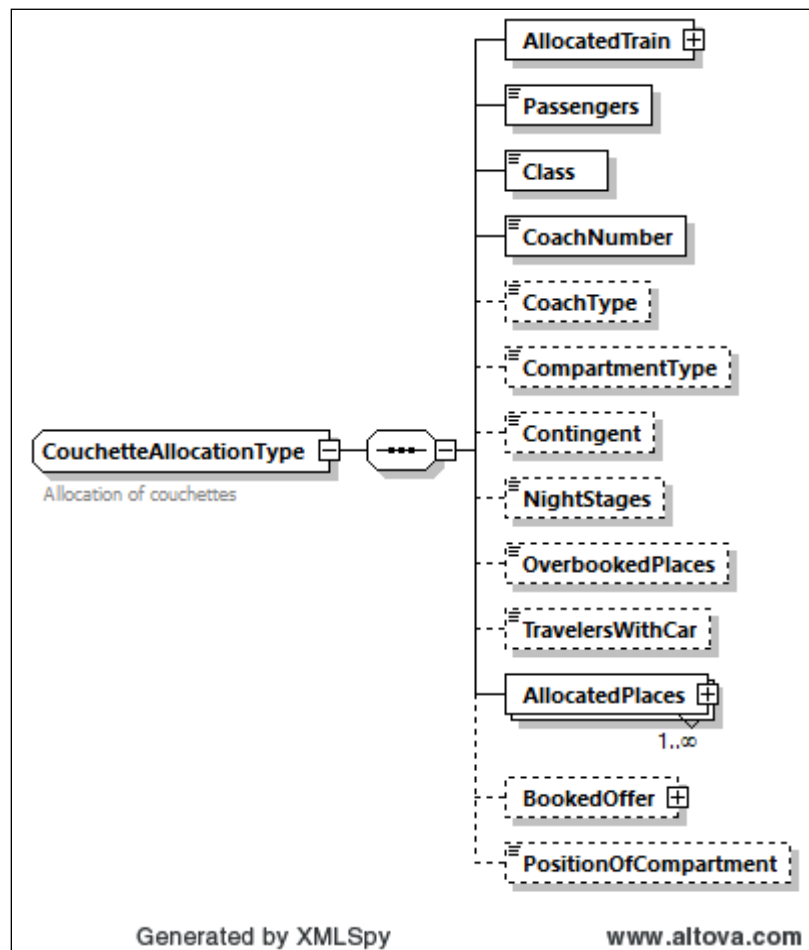 AllocatedTrain
Passengers
Class
CoachNumber
CoachType
CompartmentType
Contingent
CouchetteAllocationType
Allocation of couchettes
NightStages
OverbookedPlaces
TravelersWithCar
AllocatedPlaces
1..∞
BookedOffer
PositionOfCompartment
Generated by XMLSpy www.altova.com